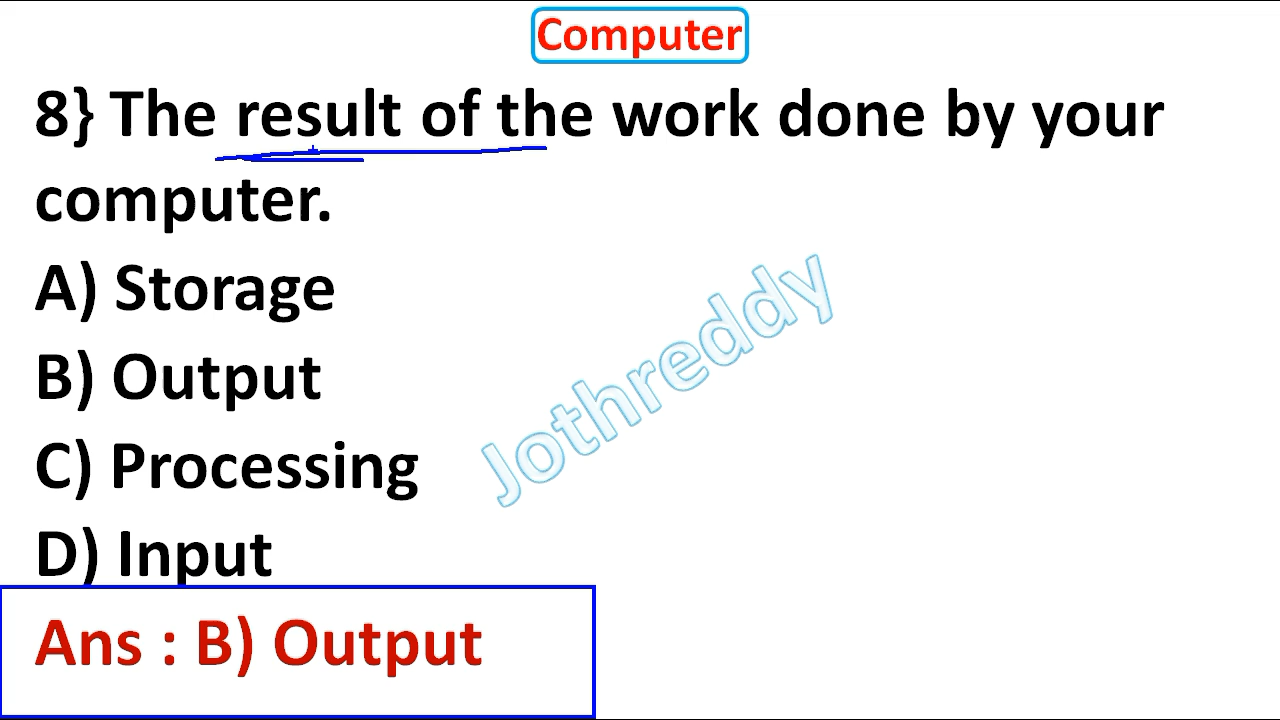 Computer
8} The result of the work done by your
computer.
A) Storage
B) Output
C) Processing
D) Input
Ans : B) Output
Jothreddy